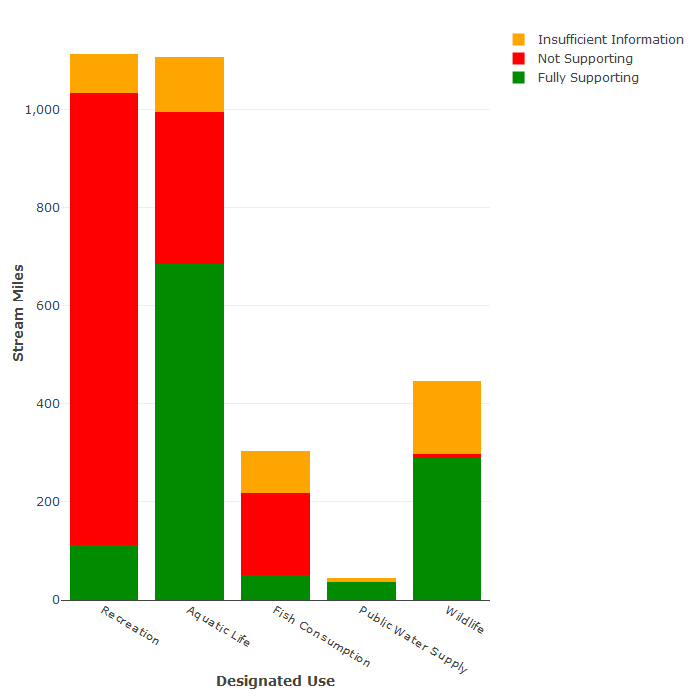 Insufficient Information
Not Supporting
Fully Supporting
1,000
800
600
400
200
0
Stream Miles
Recreation
Aquatic Life
Fish Consumption
Public Water Supply
Wildlife
Designated Use